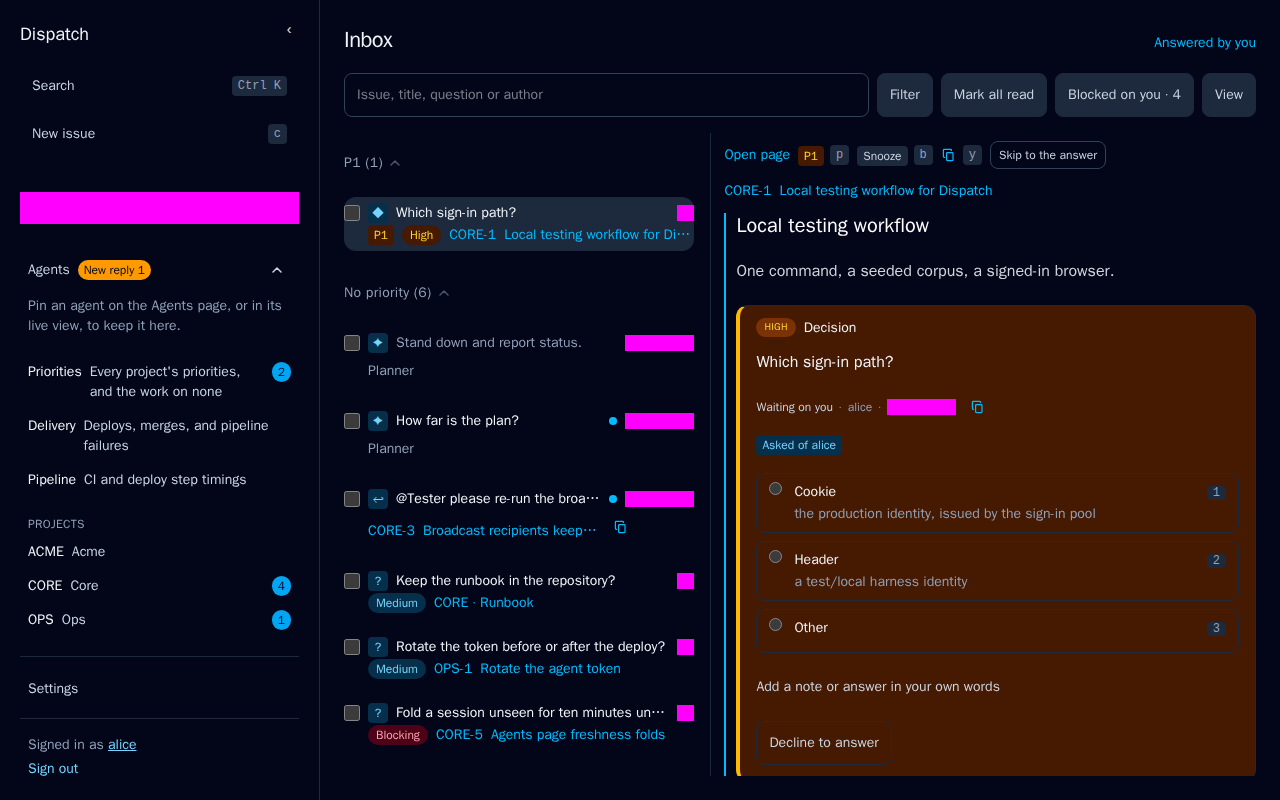 Dispatch
Search
Ctrl K
New issue
c
Agents
New reply 1
Pin an agent on the Agents page, or in its
live view, to keep it here.
Priorities
Every project's priorities,
and the work on none
2
Delivery
Deploys, merges, and pipeline
failures
Pipeline
CI and deploy step timings
PROJECTS
ACME Acme
CORE Core
4
OPS Ops
1
Settings
Signed in as alice
Sign out
Inbox
Answered by you
Issue, title, question or author
Filter
Mark all read
Blocked on you · 4
View
P1 (1)
Which sign-in path?
P1 High CORE-1 Local testing workflow for Di…
No priority (6)
Stand down and report status.
Planner
How far is the plan?
Planner
@Tester please re-run the broa…
CORE-3 Broadcast recipients keep…
? Keep the runbook in the repository?
Medium CORE · Runbook
? Rotate the token before or after the deploy?
Medium OPS-1 Rotate the agent token
? Fold a session unseen for ten minutes un…
Blocking CORE-5 Agents page freshness folds
Open page P1 p Snooze b y Skip to the answer
CORE-1 Local testing workflow for Dispatch
Local testing workflow
One command, a seeded corpus, a signed-in browser.
HIGH Decision
Which sign-in path?
Waiting on you · alice ·
Asked of alice
Cookie
1
the production identity, issued by the sign-in pool
Header
2
a test/local harness identity
Other
3
Add a note or answer in your own words
Decline to answer